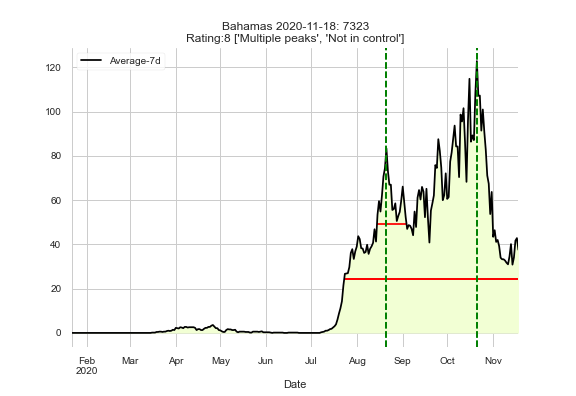 Bahamas 2020-11-18: 7323
Rating:8 ['Multiple peaks', 'Not in control']
Average-7d
120
100
80
60
40
20
0
Feb Mar Apr May Jun Jul Aug Sep Oct Nov
2020
Date